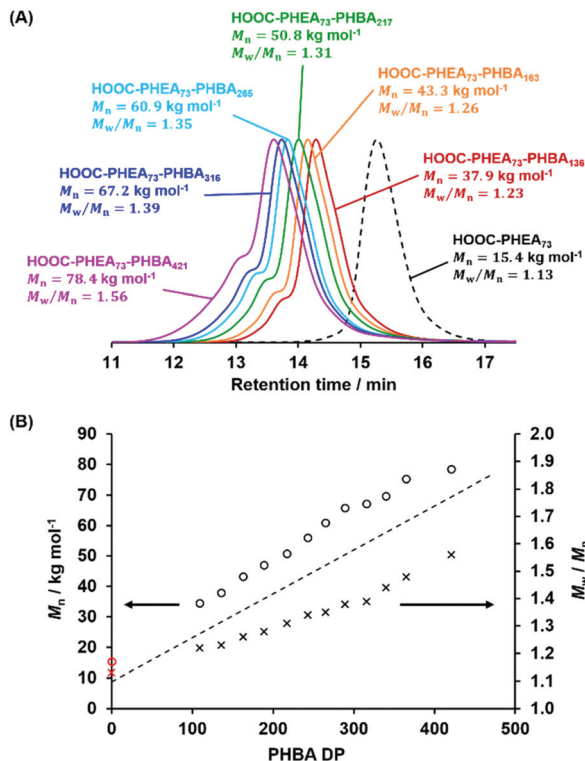 (A)
HOOC-PHEA₇₃-PHBA₂₁₇
Mn = 50.8 kg mol⁻¹
Mw/Mn = 1.31
HOOC-PHEA₇₃-PHBA₂₆₅
Mn = 60.9 kg mol⁻¹
Mw/Mn = 1.35
HOOC-PHEA₇₃-PHBA₁₆₃
Mn = 43.3 kg mol⁻¹
Mw/Mn = 1.26
HOOC-PHEA₇₃-PHBA₃₁₆
Mn = 67.2 kg mol⁻¹
Mw/Mn = 1.39
HOOC-PHEA₇₃-PHBA₁₃₆
Mn = 37.9 kg mol⁻¹
Mw/Mn = 1.23
HOOC-PHEA₇₃-PHBA₄₂₁
Mn = 78.4 kg mol⁻¹
Mw/Mn = 1.56
HOOC-PHEA₇₃
Mn = 15.4 kg mol⁻¹
Mw/Mn = 1.13
11 12 13 14 15 16 17
Retention time / min
(B)
Mn / kg mol⁻¹
90
80
70
60
50
40
30
20
10
0
2.0
1.9
1.8
1.7
1.6
1.5
1.4
1.3
1.2
1.1
1.0
Mw / Mn
0 100 200 300 400 500
PHBA DP